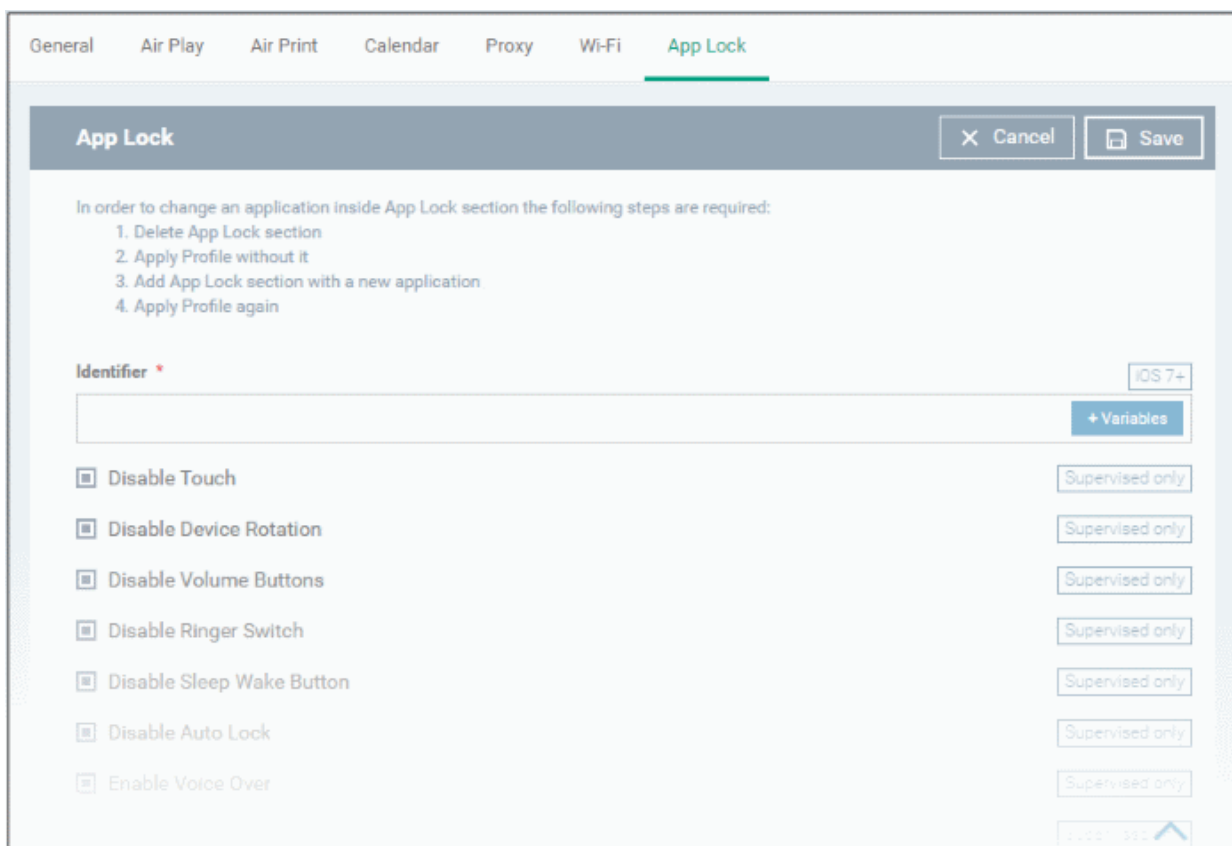 General Air Play Air Print Calendar Proxy Wi-Fi App Lock
App Lock Cancel Save
In order to change an application inside App Lock section the following steps are required:
1. Delete App Lock section
2. Apply Profile without it
3. Add App Lock section with a new application
4. Apply Profile again
Identifier * iOS 7+
+ Variables
Disable Touch Supervised only
Disable Device Rotation Supervised only
Disable Volume Buttons Supervised only
Disable Ringer Switch Supervised only
Disable Sleep Wake Button Supervised only
Disable Auto Lock Supervised only
Enable Voice Over Supervised only